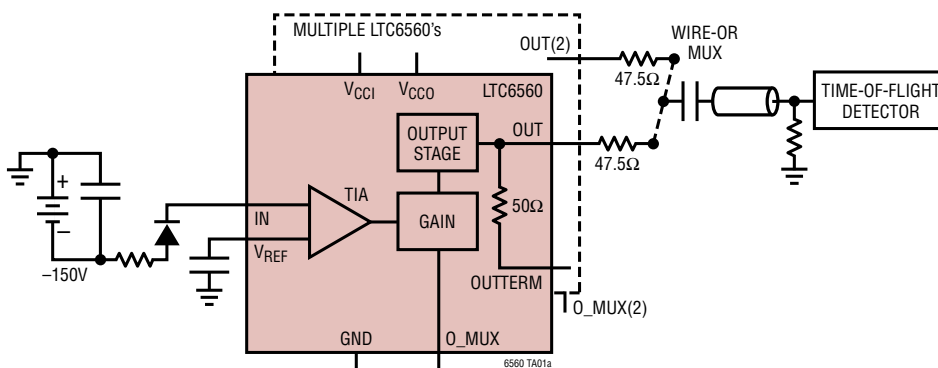 MULTIPLE LTC6560's
OUT(2)
WIRE-OR
MUX
47.5Ω
VCCI
VCCO
LTC6560
TIME-OF-FLIGHT
DETECTOR
OUTPUT
STAGE
OUT
47.5Ω
+
–
–150V
TIA
IN
VREF
GAIN
50Ω
OUTTERM
O_MUX(2)
GND
O_MUX
6560 TA01a